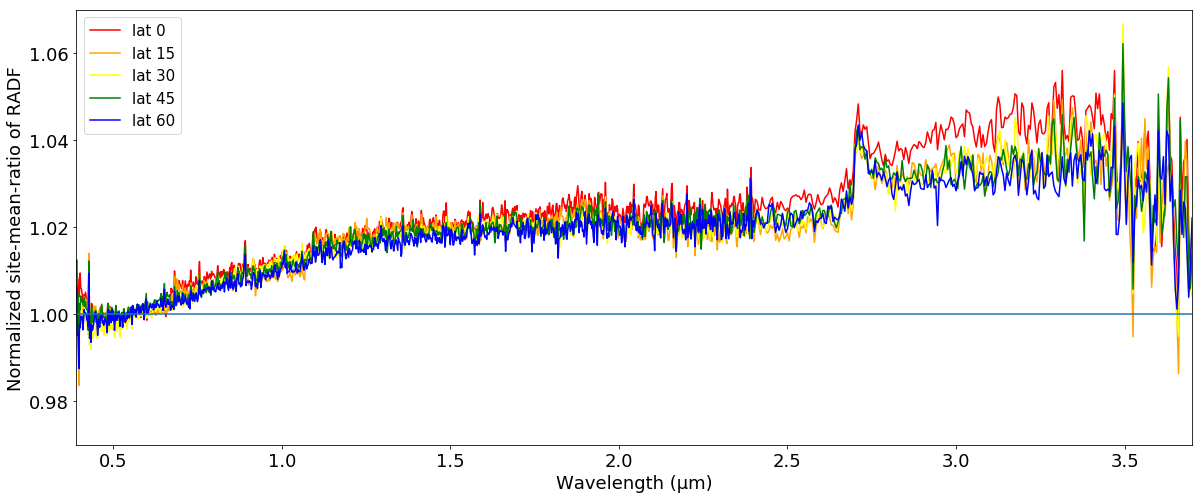 lat 0
lat 15
lat 30
lat 45
lat 60
Normalized site-mean-ratio of RADF
1.06
1.04
1.02
1.00
0.98
0.5
1.0
1.5
2.0
2.5
3.0
3.5
Wavelength (μm)